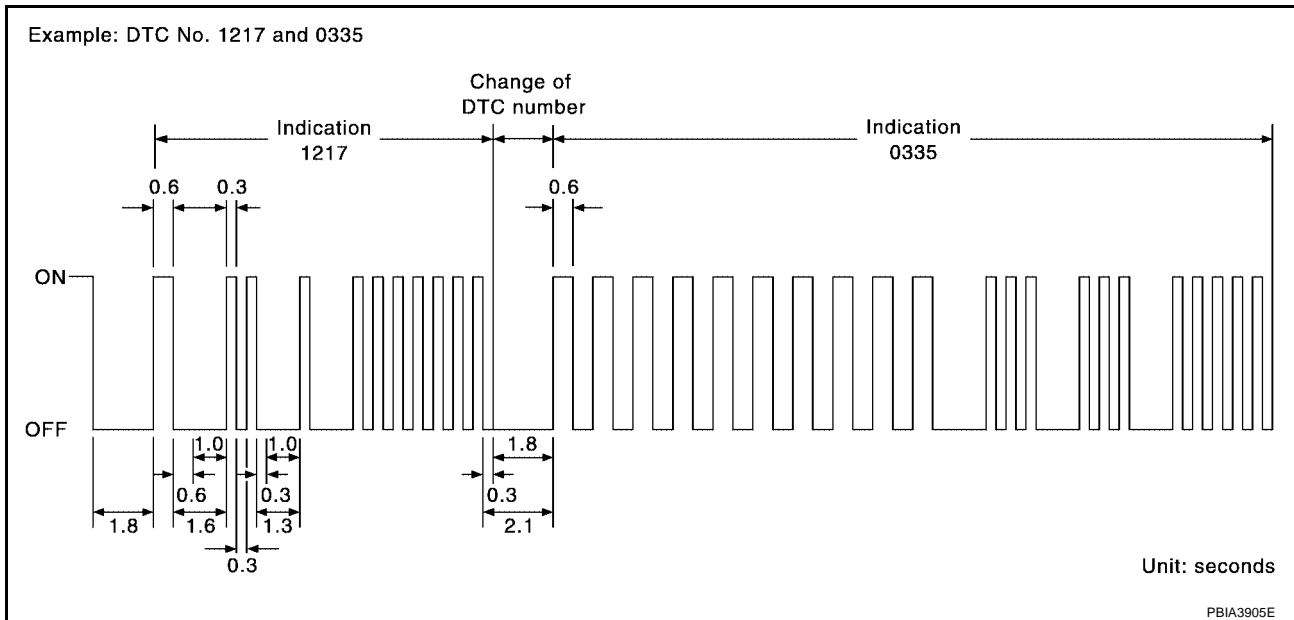 Example: DTC No. 1217 and 0335
Change of
DTC number
Indication
1217
Indication
0335
0.6
0.3
0.6
ON
OFF
1.0
1.0
1.8
0.6
0.3
0.3
1.8
1.6
1.3
2.1
0.3
Unit: seconds
PBIA3905E